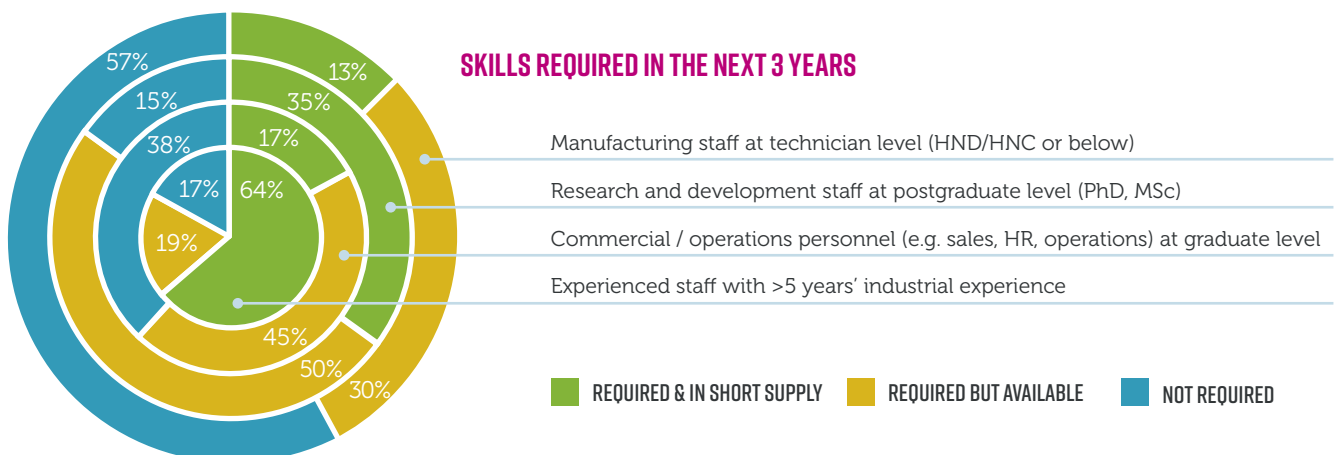 57%
13%
SKILLS REQUIRED IN THE NEXT 3 YEARS
15%
35%
38%
17%
Manufacturing staff at technician level (HND/HNC or below)
17%
64%
Research and development staff at postgraduate level (PhD, MSc)
19%
Commercial / operations personnel (e.g. sales, HR, operations) at graduate level
Experienced staff with >5 years’ industrial experience
45%
50%
30%
REQUIRED & IN SHORT SUPPLY
REQUIRED BUT AVAILABLE
NOT REQUIRED